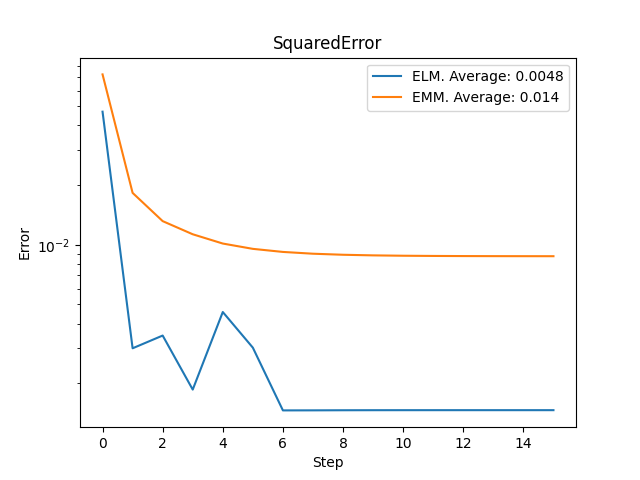 SquaredError
ELM. Average: 0.0048
EMM. Average: 0.014
Error
10⁻²
0 2 4 6 8 10 12 14
Step